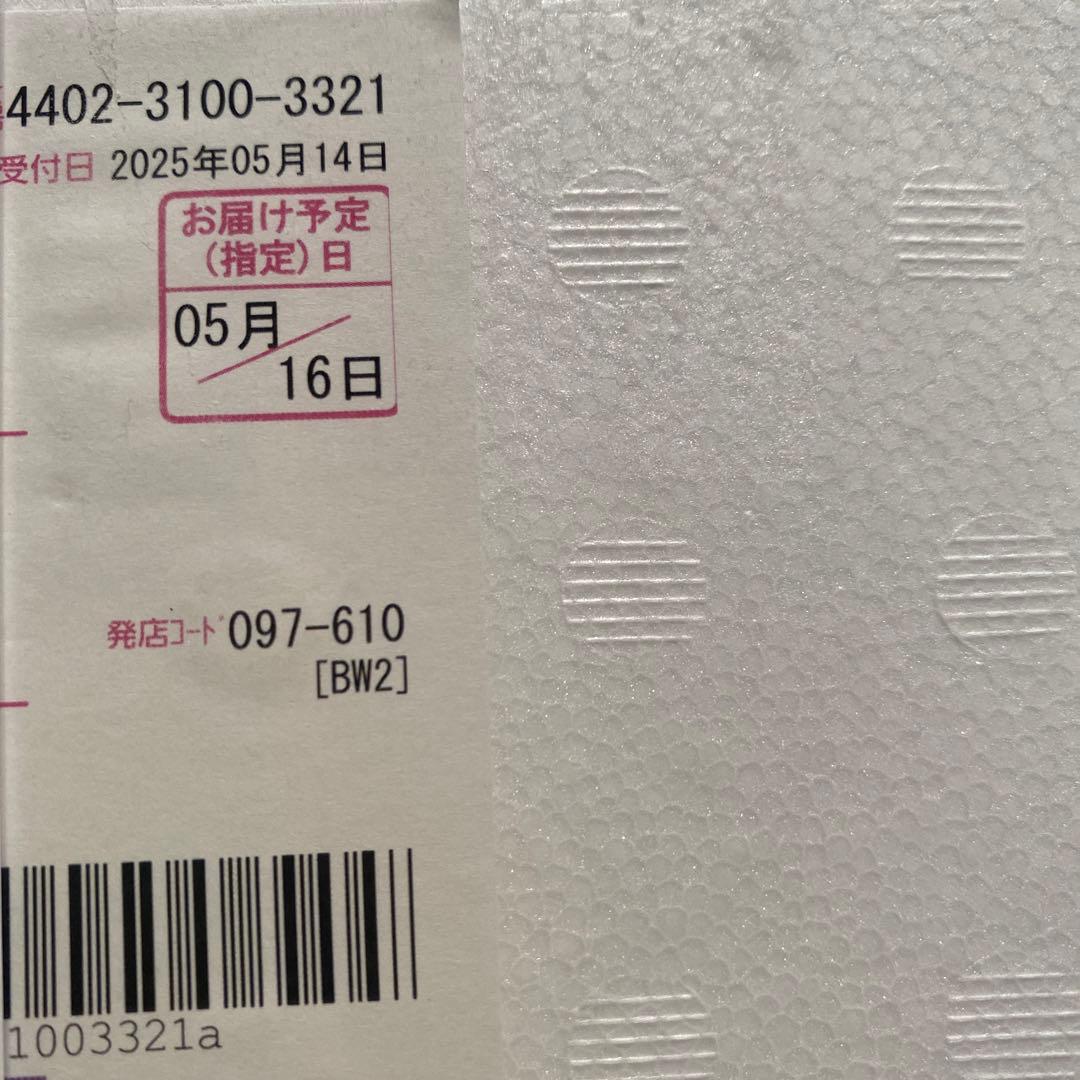 4402-3100-3321
受付日 2025年05月14日
お届け予定
(指定)日
05月
16日
発店コード 097-610
[BW2]
1003321a